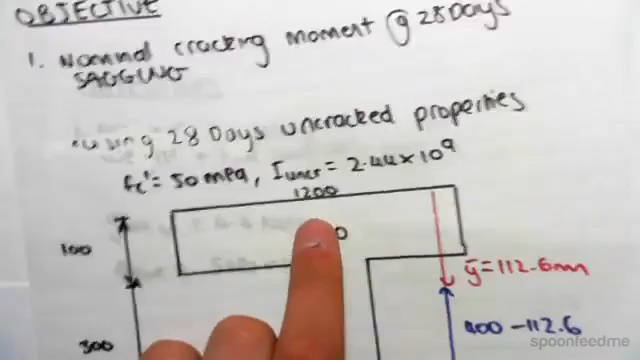 OBJECTIVE
1. Nominal cracking moment @ 28 Days
SAGGING
using 28 Days uncracked properties
fc' = 50 mpa, Iuncr = 2.44 x 10⁹
1200
100
ȳ = 112.6mm
300
400 - 112.6
spoonfeedme